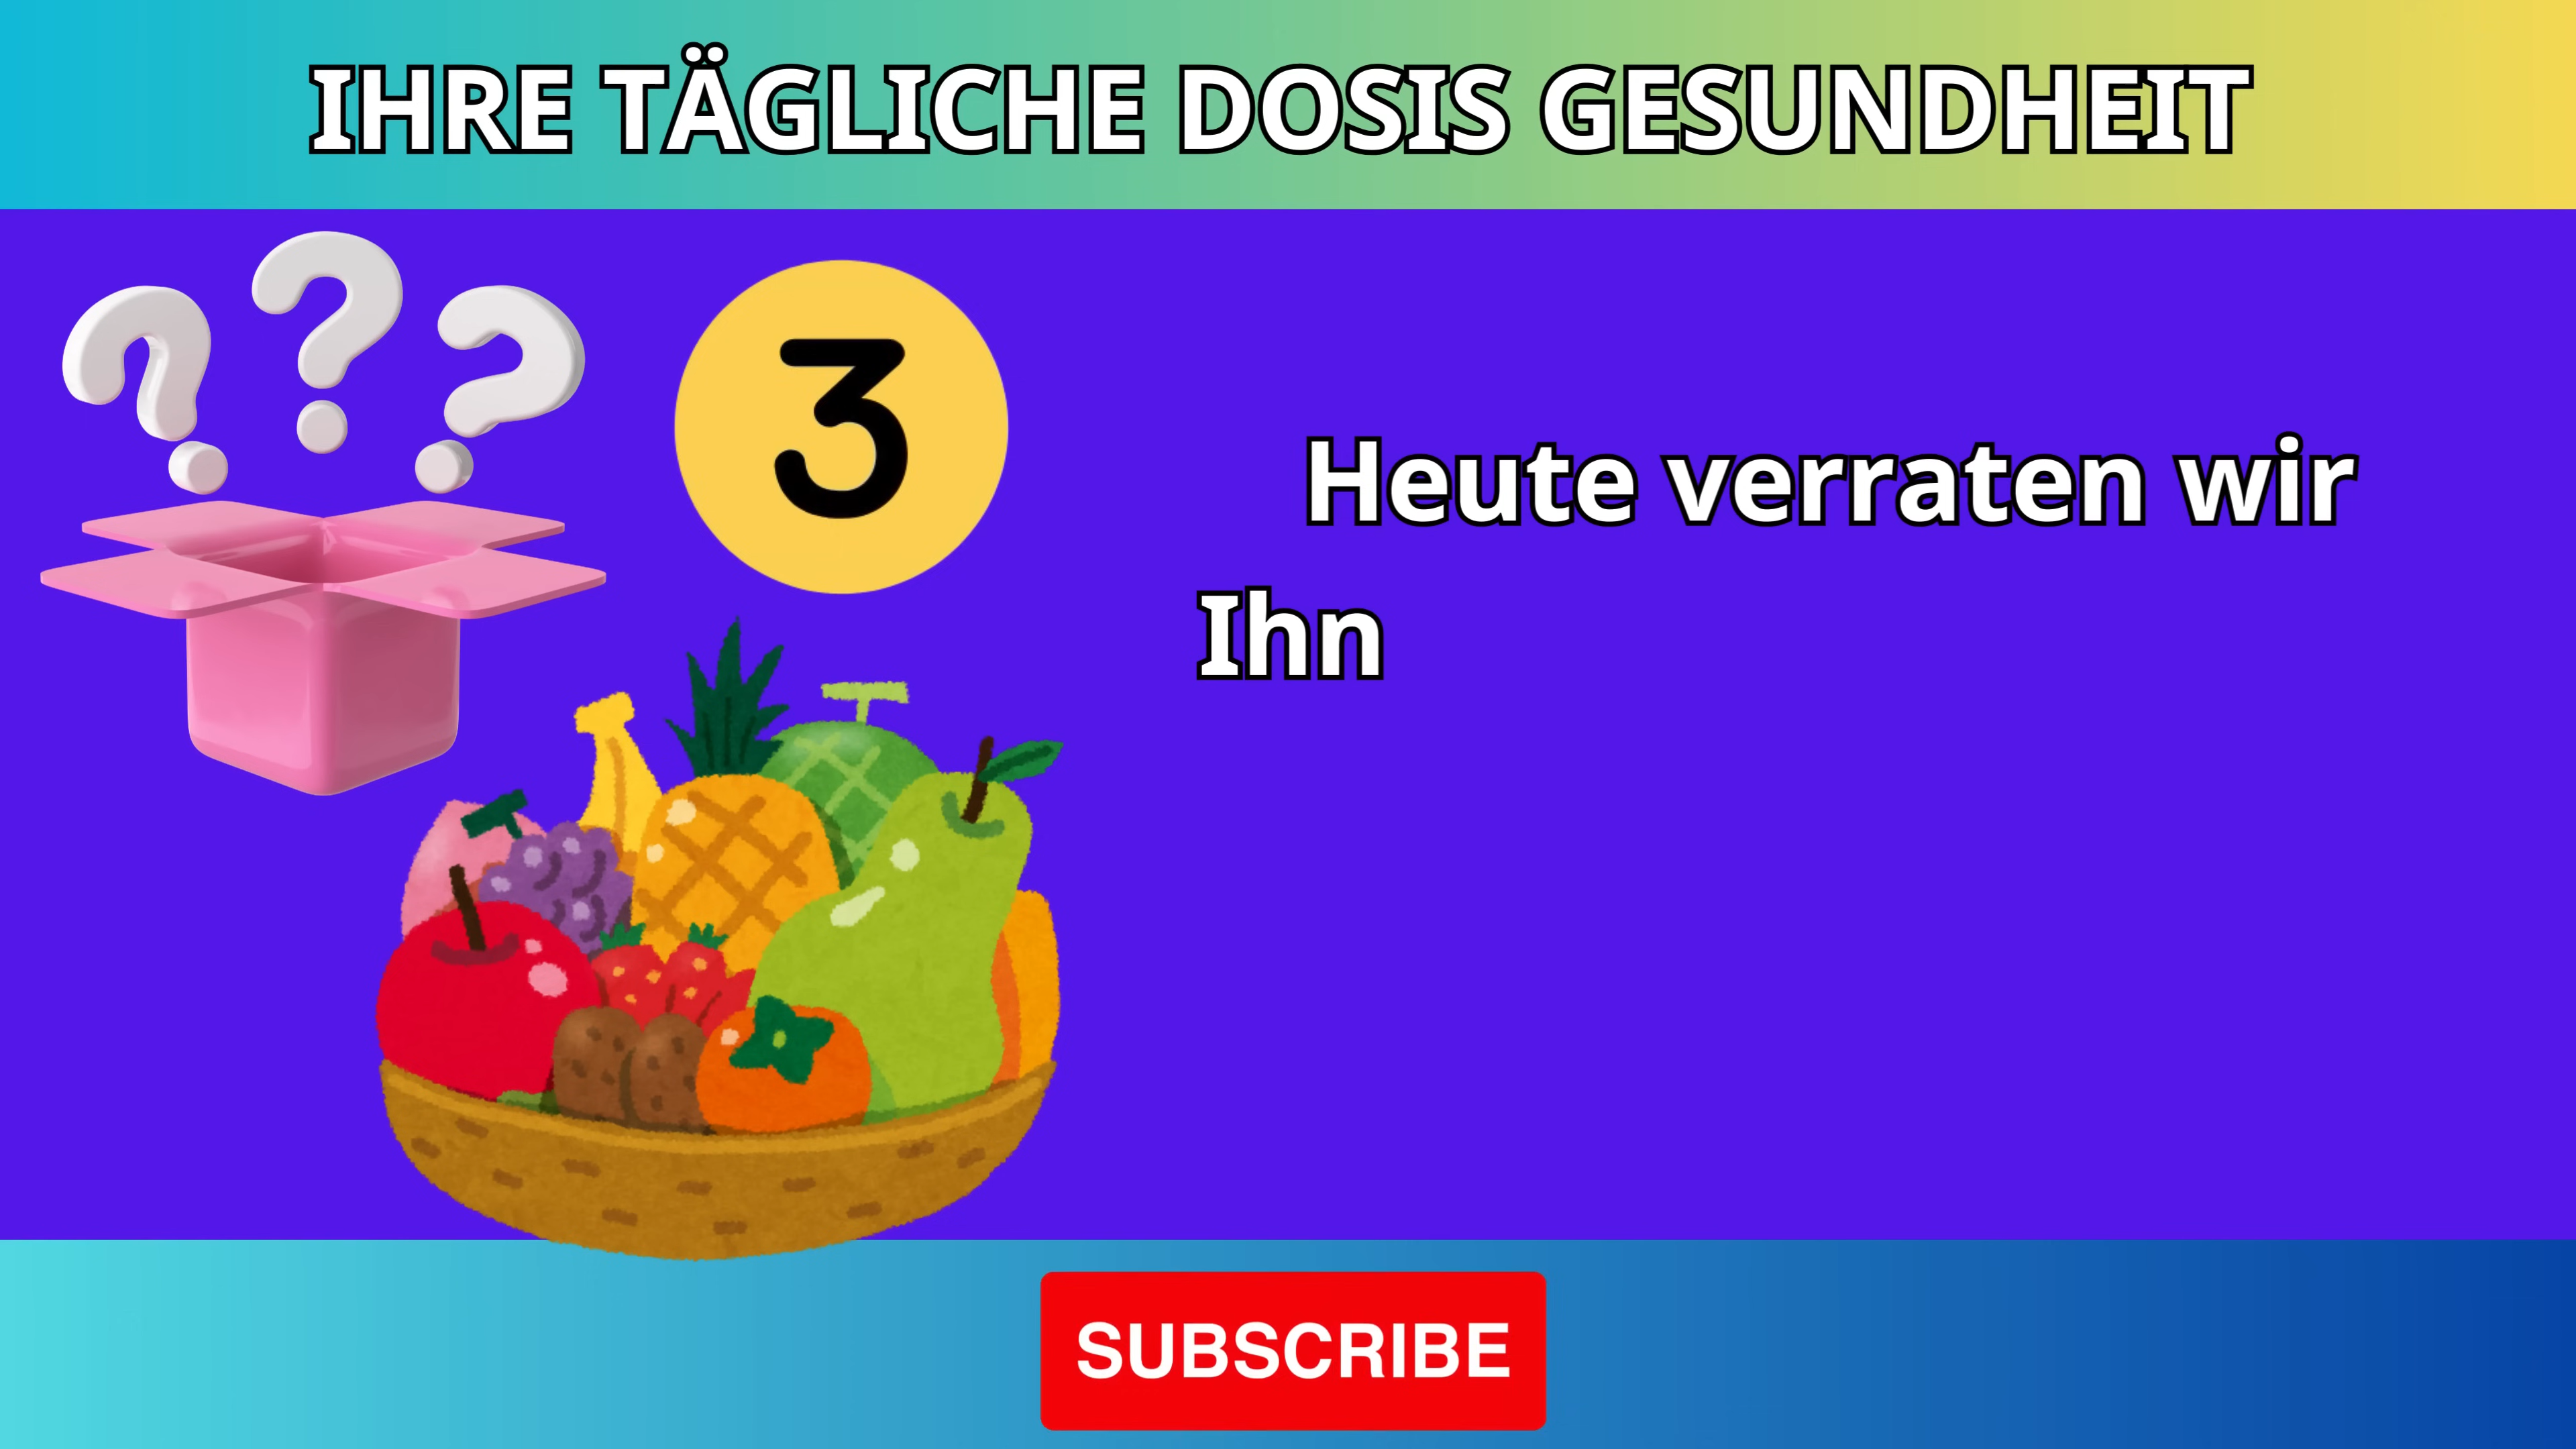 IHRE TÄGLICHE DOSIS GESUNDHEIT
3
Heute verraten wir
Ihn
SUBSCRIBE